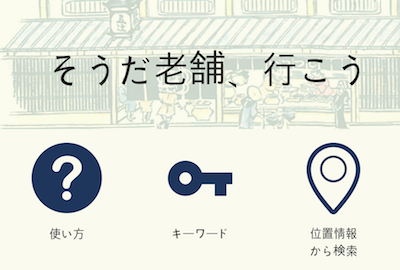 そうだ老舗、行こう
使い方
キーワード
位置情報
から検索